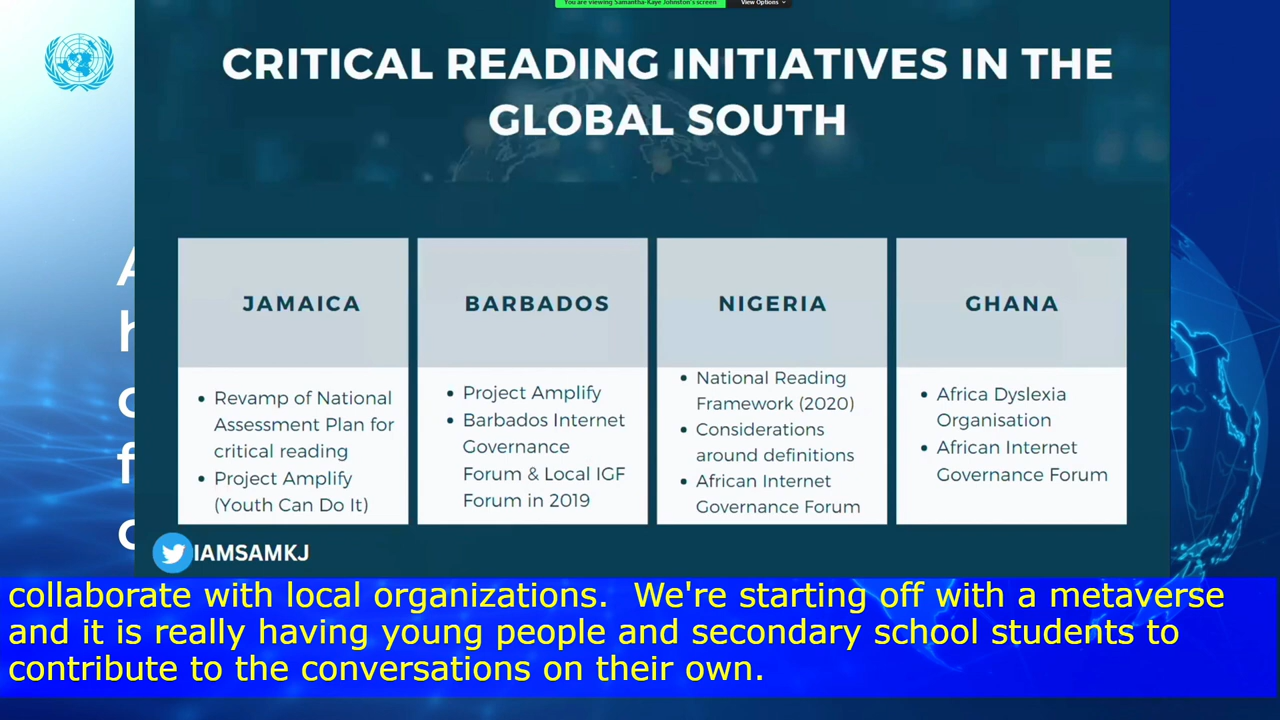 You are viewing Samantha-Kaye Johnston's screen
View Options
CRITICAL READING INITIATIVES IN THE
GLOBAL SOUTH
JAMAICA
Revamp of National
Assessment Plan for
critical reading
Project Amplify
(Youth Can Do It)
BARBADOS
Project Amplify
Barbados Internet
Governance
Forum & Local IGF
Forum in 2019
NIGERIA
National Reading
Framework (2020)
Considerations
around definitions
African Internet
Governance Forum
GHANA
Africa Dyslexia
Organisation
African Internet
Governance Forum
IAMSAMKJ
collaborate with local organizations.  We're starting off with a metaverse
and it is really having young people and secondary school students to
contribute to the conversations on their own.